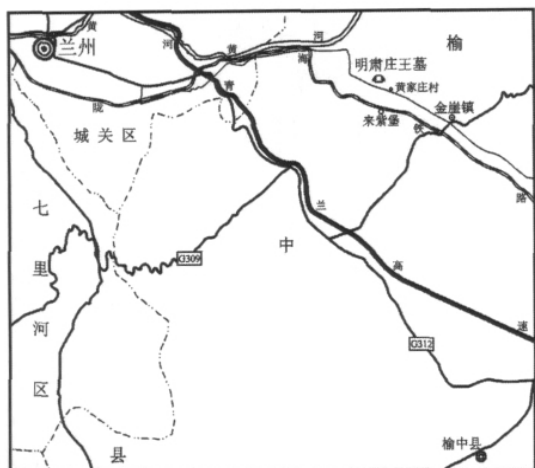 黄
兰州
河
黄
河
海
榆
明肃庄王墓
黄家庄村
青
陇
来紫堡
金崖镇
铁
城关区
路
七里河区
兰
中
G309
高
速
G312
榆中县
县